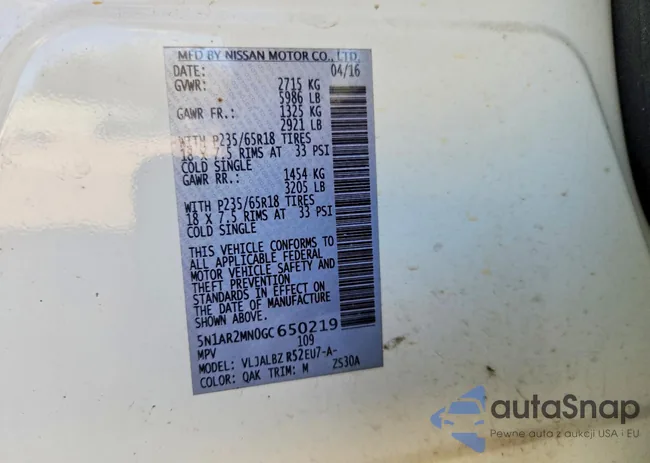 MFD BY NISSAN MOTOR CO., LTD.
DATE: 04/16
GVWR: 2715 KG
5986 LB
GAWR FR.: 1325 KG
2921 LB
WITH P235/65R18 TIRES
18 X 7.5 RIMS AT 33 PSI
COLD SINGLE
GAWR RR.: 1454 KG
3205 LB
WITH P235/65R18 TIRES
18 X 7.5 RIMS AT 33 PSI
COLD SINGLE
THIS VEHICLE CONFORMS TO
ALL APPLICABLE FEDERAL
MOTOR VEHICLE SAFETY AND
THEFT PREVENTION
STANDARDS IN EFFECT ON
THE DATE OF MANUFACTURE
SHOWN ABOVE.
5N1AR2MN0GC650219
MPV 109
MODEL: VLJALBZ R52EU7-A-
COLOR: QAK TRIM: M ZS30A
autaSnap
Pewne auta z aukcji USA i EU